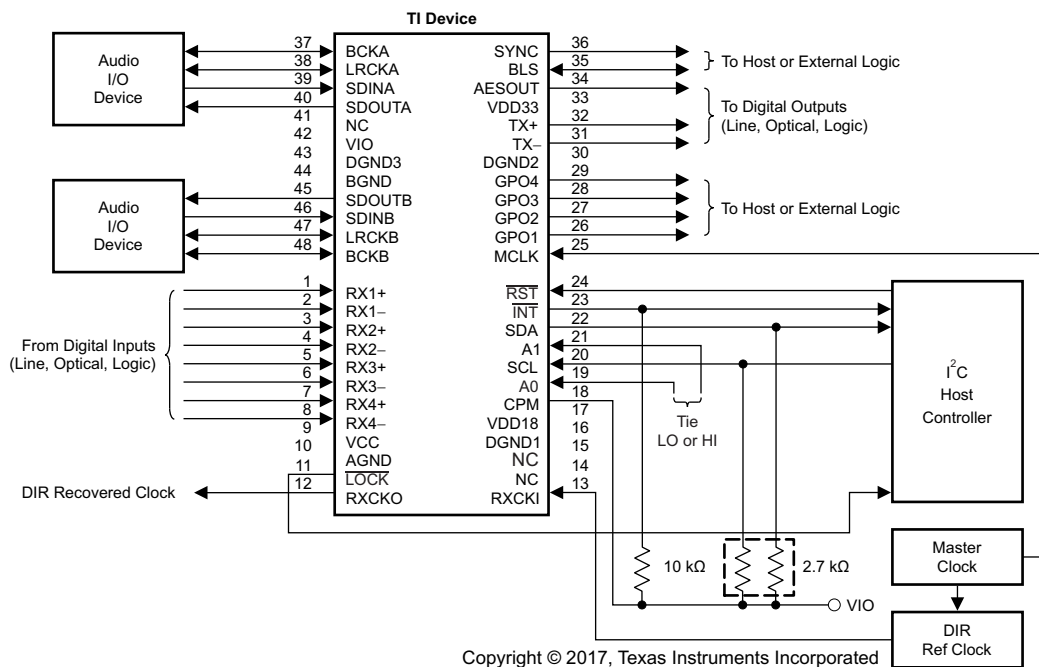 TI Device
Audio
I/O
Device
37
38
39
40
41
42
43
44
45
46
47
48
BCKA
LRCKA
SDINA
SDOUTA
NC
VIO
DGND3
BGND
SDOUTB
SDINB
LRCKB
BCKB
Audio
I/O
Device
1
2
3
4
5
6
7
8
9
10
11
12
RX1+
RX1–
RX2+
RX2–
RX3+
RX3–
RX4+
RX4–
VCC
AGND
LOCK
RXCKO
From Digital Inputs
(Line, Optical, Logic)
DIR Recovered Clock
SYNC
BLS
AESOUT
VDD33
TX+
TX–
DGND2
GPO4
GPO3
GPO2
GPO1
MCLK
36
35
34
33
32
31
30
29
28
27
26
25
To Host or External Logic
To Digital Outputs
(Line, Optical, Logic)
To Host or External Logic
RST
INT
SDA
A1
SCL
A0
CPM
VDD18
DGND1
NC
NC
RXCKI
24
23
22
21
20
19
18
17
16
15
14
13
Tie
LO or HI
I2C
Host
Controller
10 kΩ
2.7 kΩ
VIO
Master
Clock
DIR
Ref Clock
Copyright © 2017, Texas Instruments Incorporated